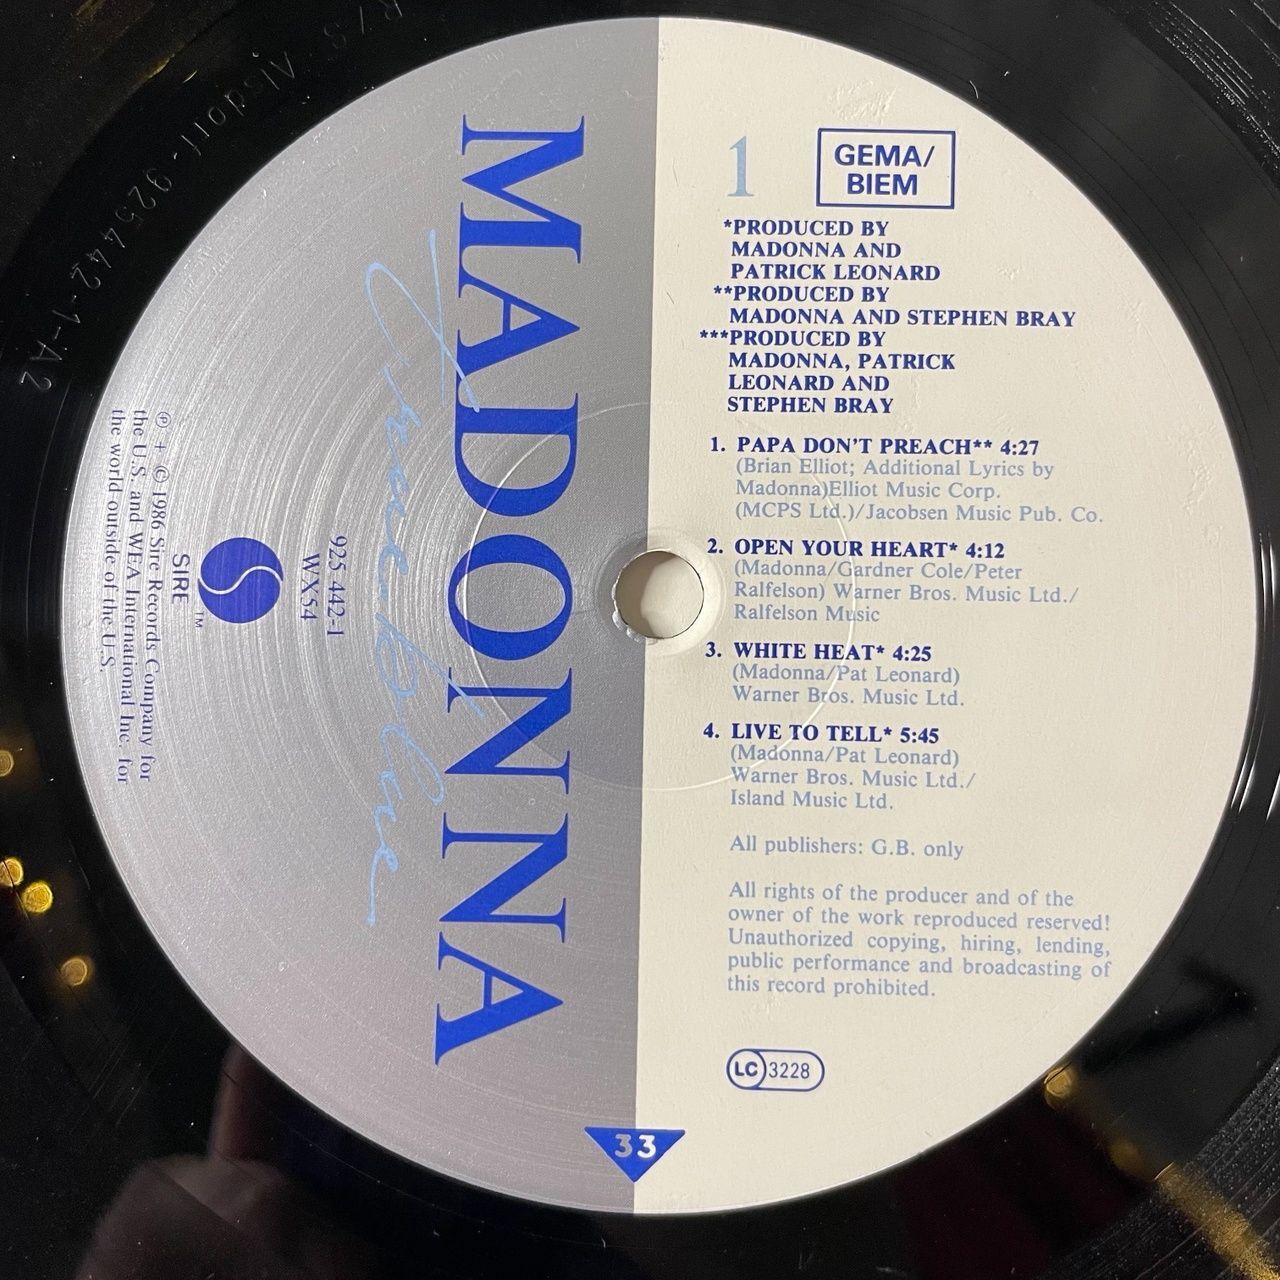 R/S Alsdorf - 925442-1-A2
MADONNA
True Blue
925 442-1
WX54
SIRE
TM
℗ + © 1986 Sire Records Company for
the U.S. and WEA International Inc. for
the world outside of the U.S.
1
GEMA/
BIEM
*PRODUCED BY
MADONNA AND
PATRICK LEONARD
**PRODUCED BY
MADONNA AND STEPHEN BRAY
***PRODUCED BY
MADONNA, PATRICK
LEONARD AND
STEPHEN BRAY
1. PAPA DON'T PREACH** 4:27
(Brian Elliot; Additional Lyrics by
Madonna)Elliot Music Corp.
(MCPS Ltd.)/Jacobsen Music Pub. Co.
2. OPEN YOUR HEART* 4:12
(Madonna/Gardner Cole/Peter
Ralfelson) Warner Bros. Music Ltd./
Ralfelson Music
3. WHITE HEAT* 4:25
(Madonna/Pat Leonard)
Warner Bros. Music Ltd.
4. LIVE TO TELL* 5:45
(Madonna/Pat Leonard)
Warner Bros. Music Ltd./
Island Music Ltd.
All publishers: G.B. only
All rights of the producer and of the
owner of the work reproduced reserved!
Unauthorized copying, hiring, lending,
public performance and broadcasting of
this record prohibited.
LC 3228
33